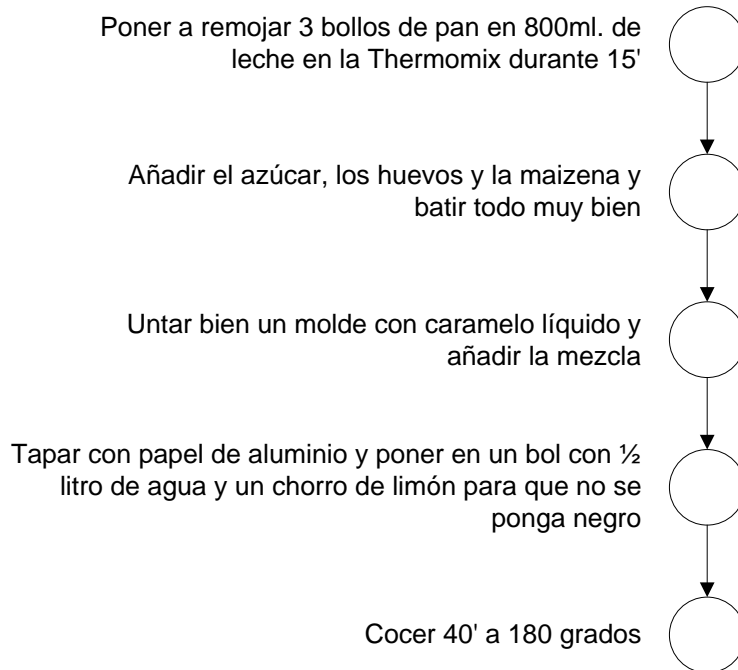 Poner a remojar 3 bollos de pan en 800ml. de
leche en la Thermomix durante 15'
Añadir el azúcar, los huevos y la maizena y
batir todo muy bien
Untar bien un molde con caramelo líquido y
añadir la mezcla
Tapar con papel de aluminio y poner en un bol con ½
litro de agua y un chorro de limón para que no se
ponga negro
Cocer 40' a 180 grados